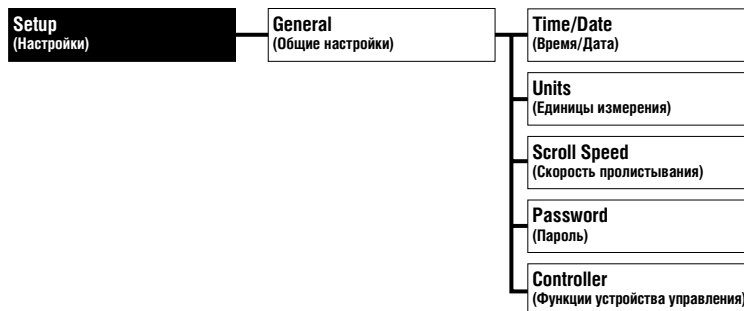 Setup
(Настройки)
General
(Общие настройки)
Time/Date
(Время/Дата)
Units
(Единицы измерения)
Scroll Speed
(Скорость пролистывания)
Password
(Пароль)
Controller
(Функции устройства управления)